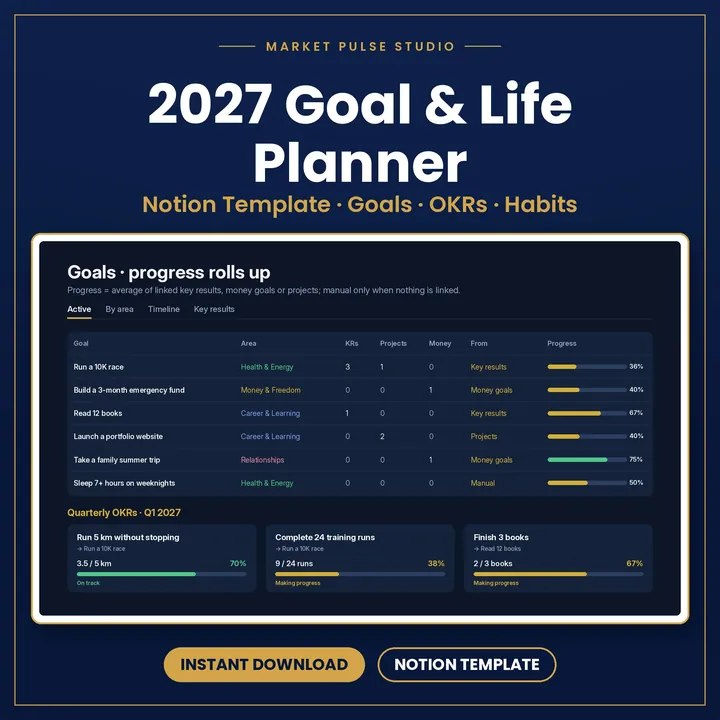 MARKET PULSE STUDIO
2027 Goal & Life
Planner
Notion Template · Goals · OKRs · Habits
Goals · progress rolls up
Progress = average of linked key results, money goals or projects; manual only when nothing is linked.
Active By area Timeline Key results
Goal Area KRs Projects Money From Progress
Run a 10K race Health & Energy 3 1 0 Key results 36%
Build a 3-month emergency fund Money & Freedom 0 0 1 Money goals 40%
Read 12 books Career & Learning 1 0 0 Key results 67%
Launch a portfolio website Career & Learning 0 2 0 Projects 40%
Take a family summer trip Relationships 0 0 1 Money goals 75%
Sleep 7+ hours on weeknights Health & Energy 0 0 0 Manual 50%
Quarterly OKRs · Q1 2027
Run 5 km without stopping Complete 24 training runs Finish 3 books
→ Run a 10K race → Run a 10K race → Read 12 books
3.5 / 5 km 70% 9 / 24 runs 38% 2 / 3 books 67%
On track Making progress Making progress
INSTANT DOWNLOAD NOTION TEMPLATE